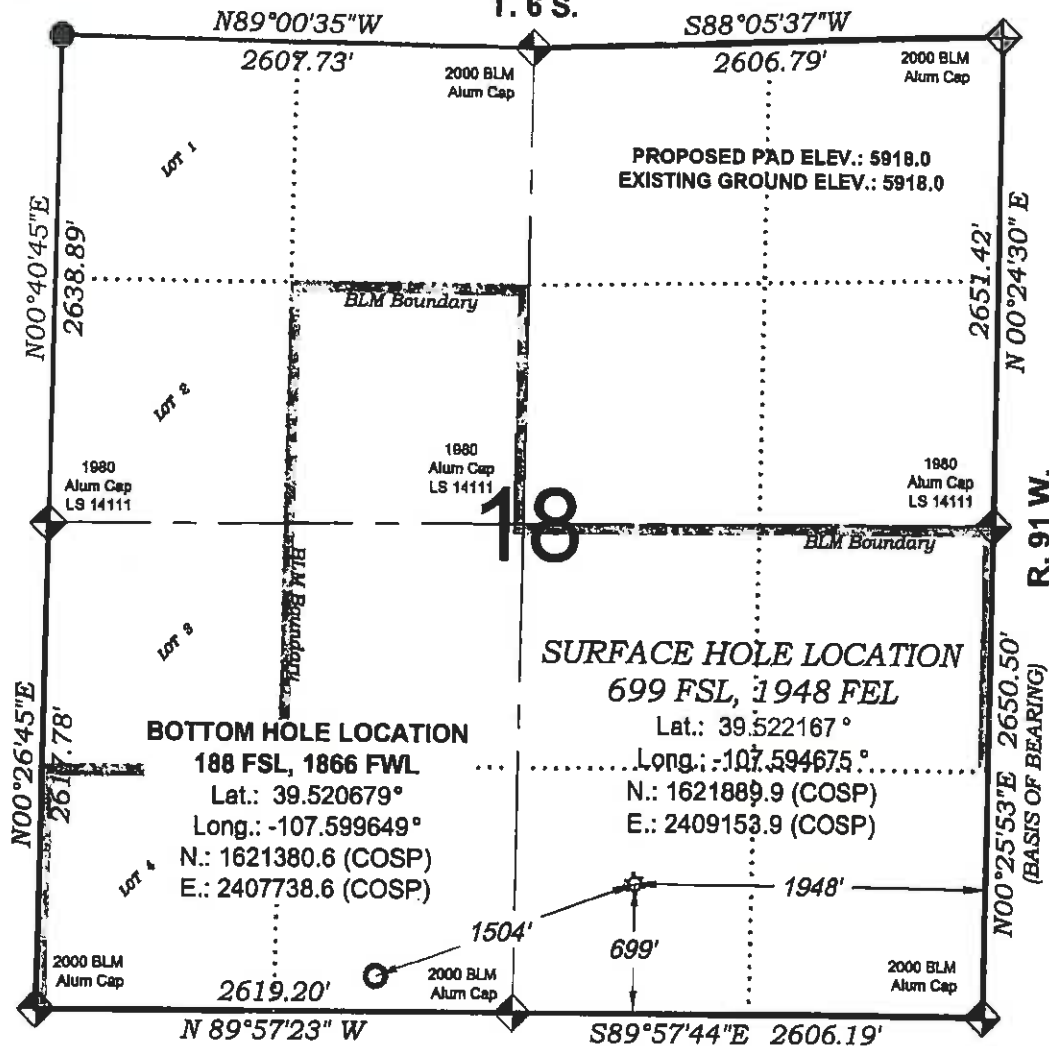 T. 6 S.
N89°00'35"W
2607.73'
S88°05'37"W
2606.79'
2000 BLM
Alum Cap
2000 BLM
Alum Cap
LOT 1
PROPOSED PAD ELEV.: 5918.0
EXISTING GROUND ELEV.: 5918.0
N00°40'45"E
2638.89'
2651.42'
N 00°24'30" E
BLM Boundary
LOT 2
1980
Alum Cap
LS 14111
1980
Alum Cap
LS 14111
1980
Alum Cap
LS 14111
18
BLM Boundary
R. 91 W.
BLM Boundary
LOT 3
SURFACE HOLE LOCATION
699 FSL, 1948 FEL
Lat.: 39.522167°
Long.: -107.594675°
N.: 1621889.9 (COSP)
E.: 2409153.9 (COSP)
BOTTOM HOLE LOCATION
188 FSL, 1866 FWL
Lat.: 39.520679°
Long.: -107.599649°
N.: 1621380.6 (COSP)
E.: 2407738.6 (COSP)
N00°26'45"E
2617.78'
N00°25'53"E 2650.50'
(BASIS OF BEARING)
LOT 4
1948'
1504'
699'
2000 BLM
Alum Cap
2000 BLM
Alum Cap
2000 BLM
Alum Cap
2619.20'
N 89°57'23" W
S89°57'44"E 2606.19'